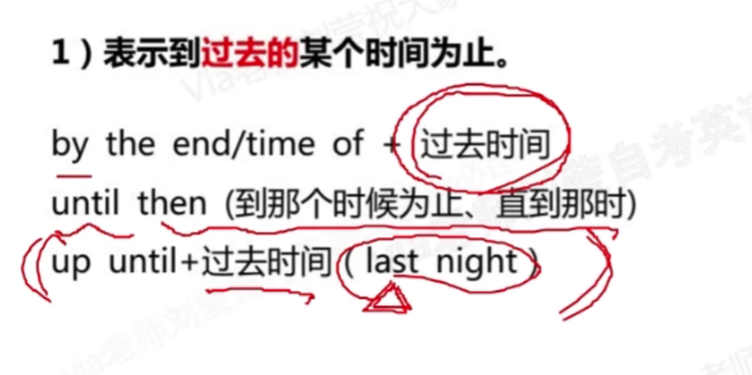 1）表示到过去的某个时间为止。
by the end/time of + 过去时间
until then (到那个时候为止、直到那时)
up until+过去时间（last night）